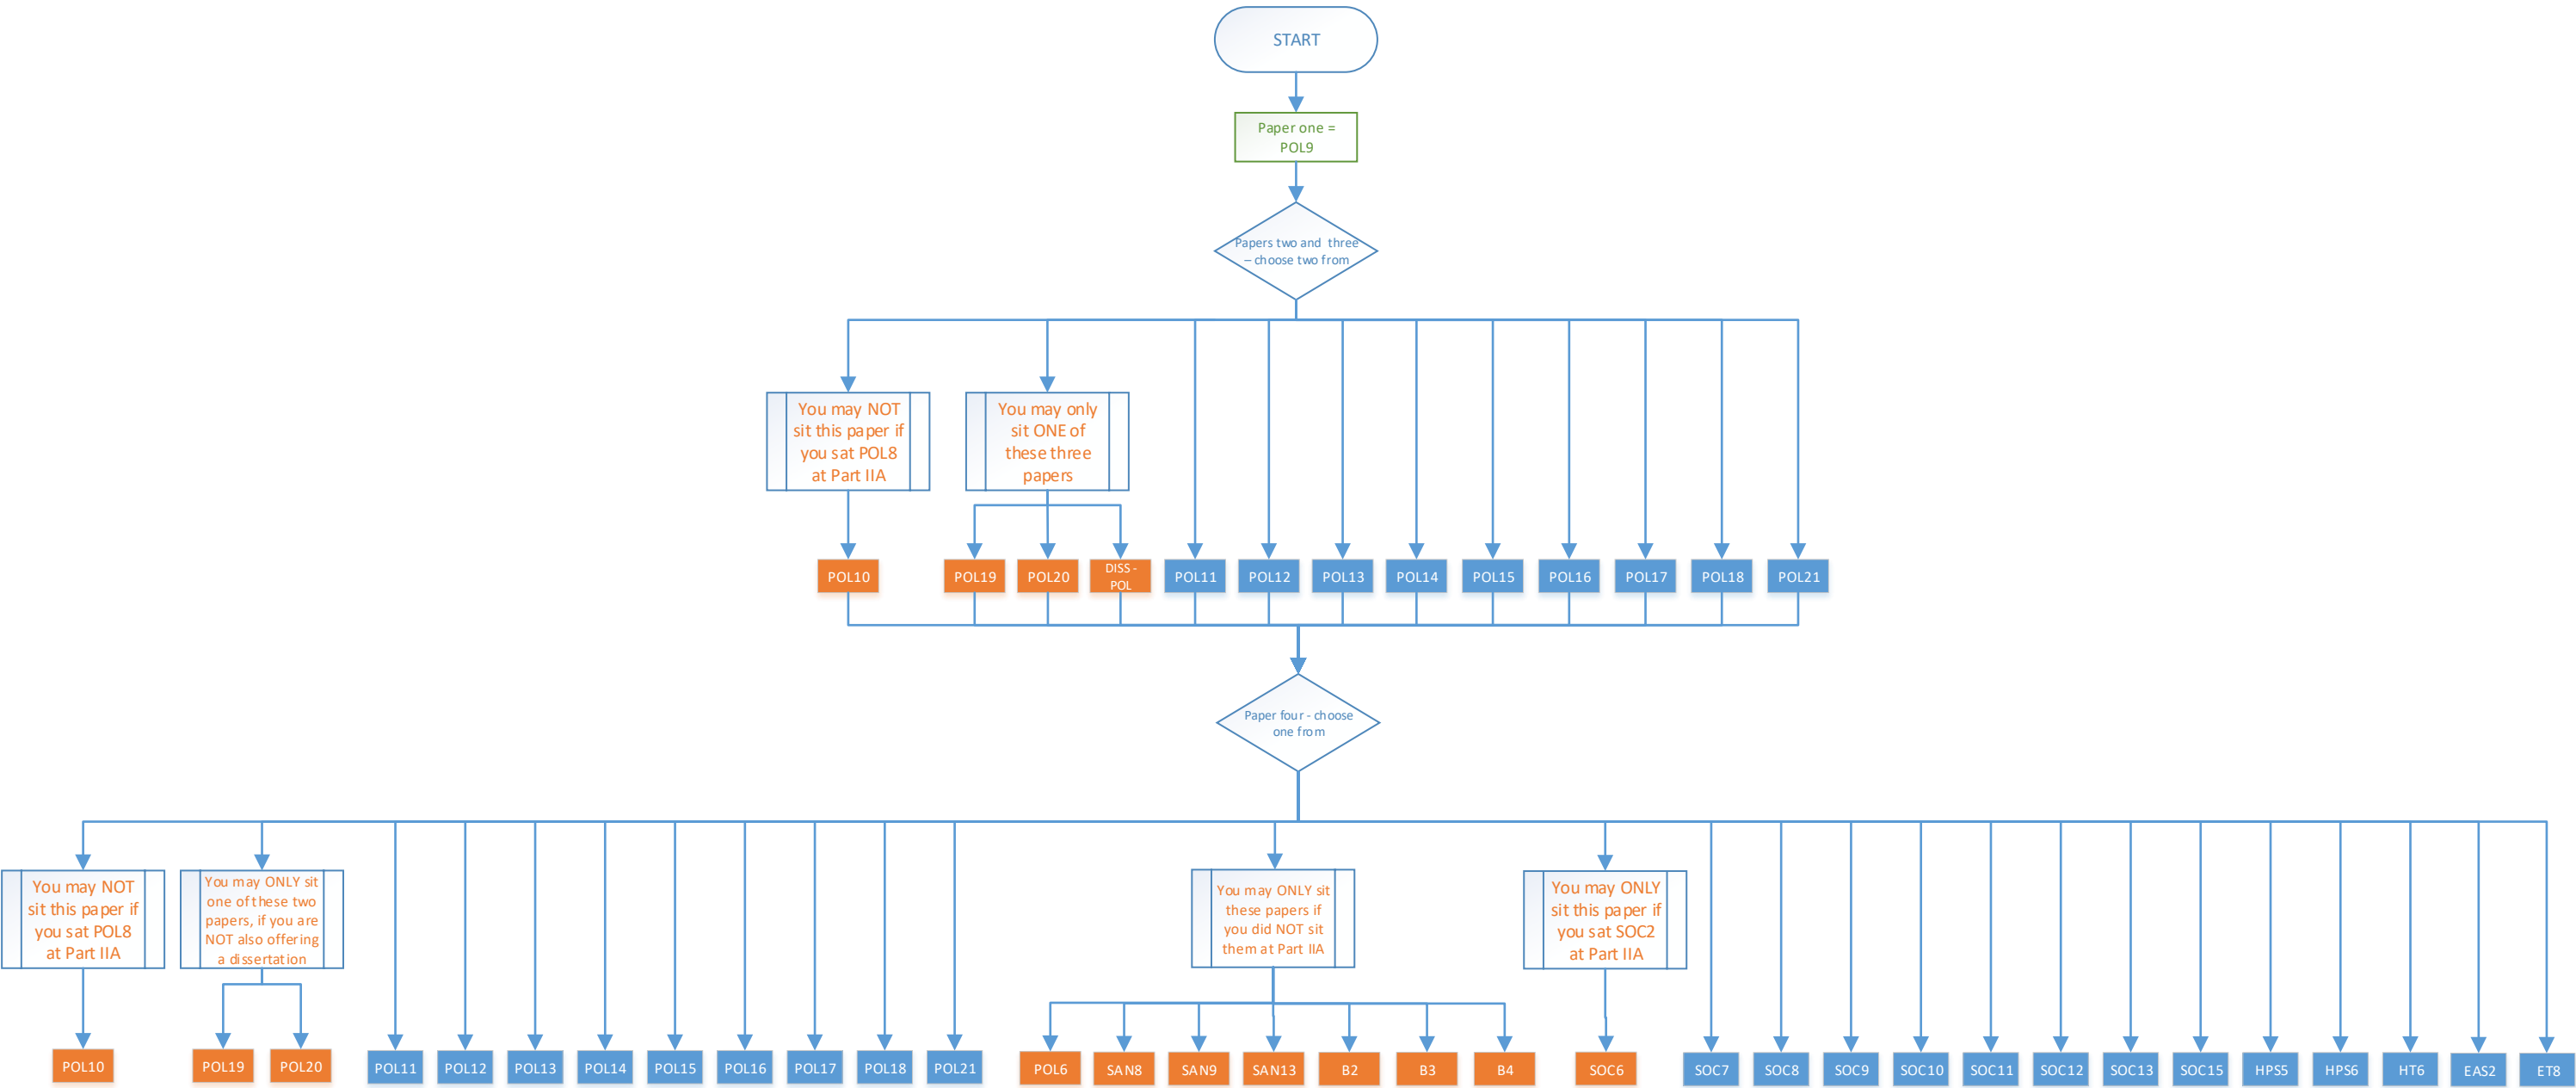 START
Paper one =
POL9
Papers two and three
– choose two from
You may NOT
sit this paper if
you sat POL8
at Part IIA
You may only
sit ONE of
these three
papers
POL10
POL19
POL20
DISS -
POL
POL11
POL12
POL13
POL14
POL15
POL16
POL17
POL18
POL21
Paper four - choose
one from
You may NOT
sit this paper if
you sat POL8
at Part IIA
You may ONLY sit
one of these two
papers, if you are
NOT also offering
a dissertation
You may ONLY sit
these papers if
you did NOT sit
them at Part IIA
You may ONLY
sit this paper if
you sat SOC2
at Part IIA
POL10
POL19
POL20
POL11
POL12
POL13
POL14
POL15
POL16
POL17
POL18
POL21
POL6
SAN8
SAN9
SAN13
B2
B3
B4
SOC6
SOC7
SOC8
SOC9
SOC10
SOC11
SOC12
SOC13
SOC15
HPS5
HPS6
HT6
EAS2
ET8